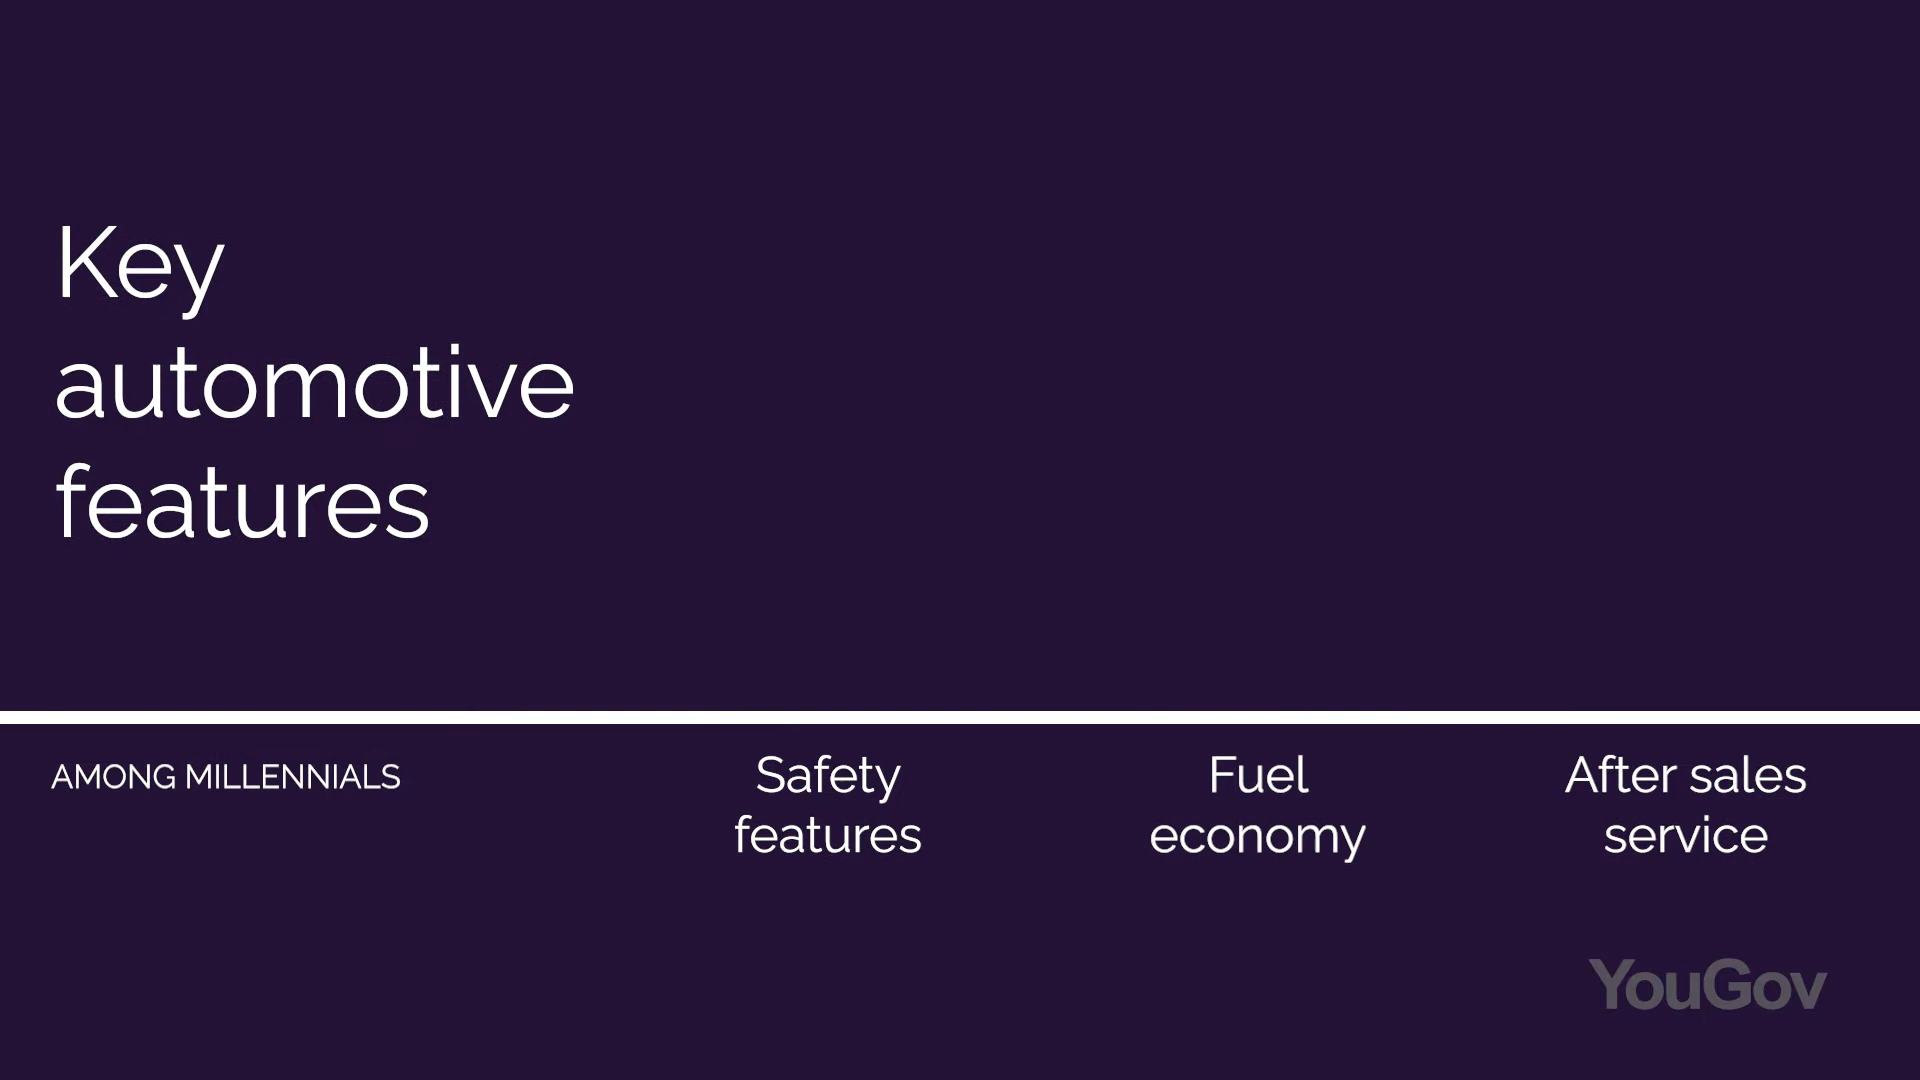 Key
automotive
features
AMONG MILLENNIALS
Safety
features
Fuel
economy
After sales
service
YouGov